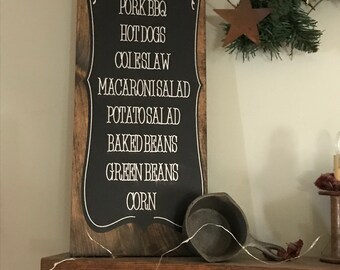 PORK BBQ
HOT DOGS
COLESLAW
MACARONI SALAD
POTATO SALAD
BAKED BEANS
GREEN BEANS
CORN